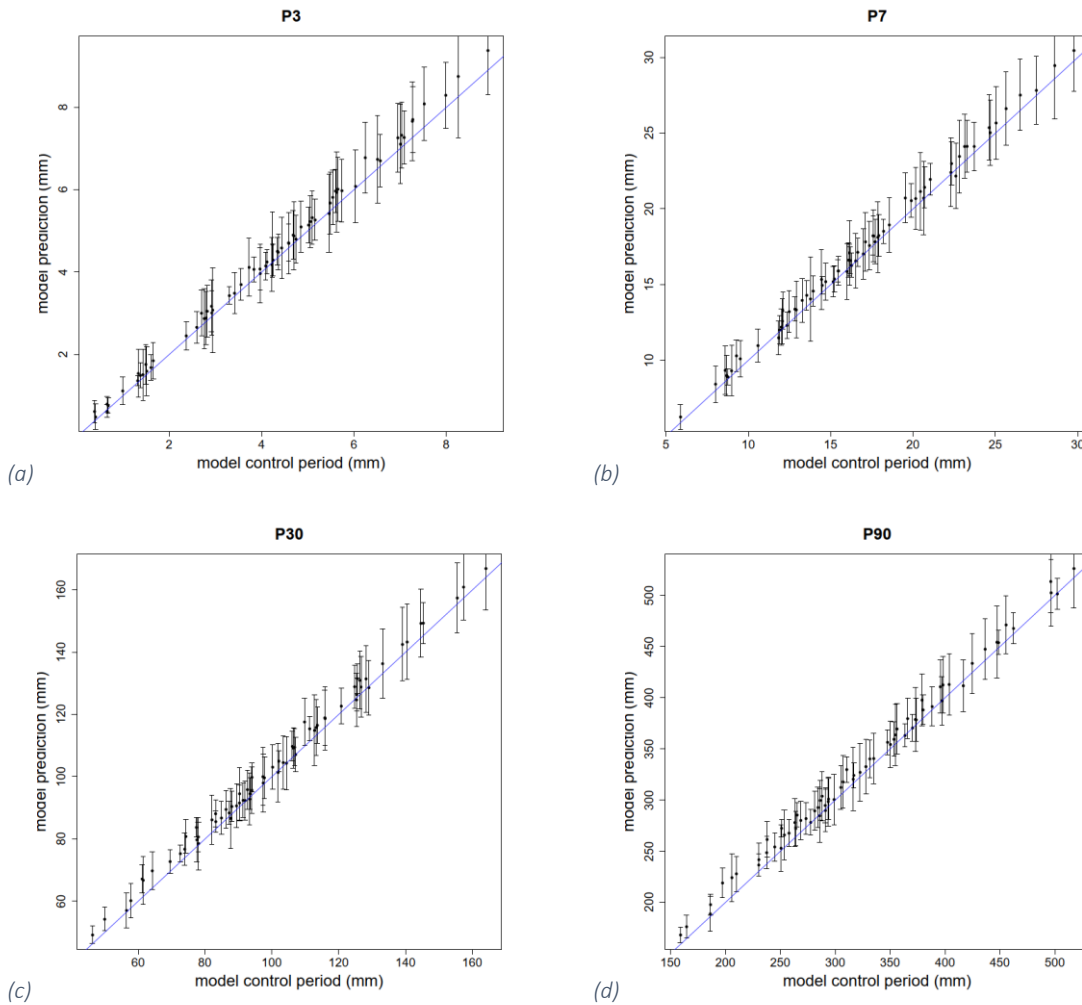 P3
model prediction (mm)
8
6
4
2
2 4 6 8
model control period (mm)
(a)
P7
model prediction (mm)
30
25
20
15
10
5 10 15 20 25 30
model control period (mm)
(b)
P30
model prediction (mm)
160
140
120
100
80
60
60 80 100 120 140 160
model control period (mm)
(c)
P90
model prediction (mm)
500
450
400
350
300
250
200
150 200 250 300 350 400 450 500
model control period (mm)
(d)